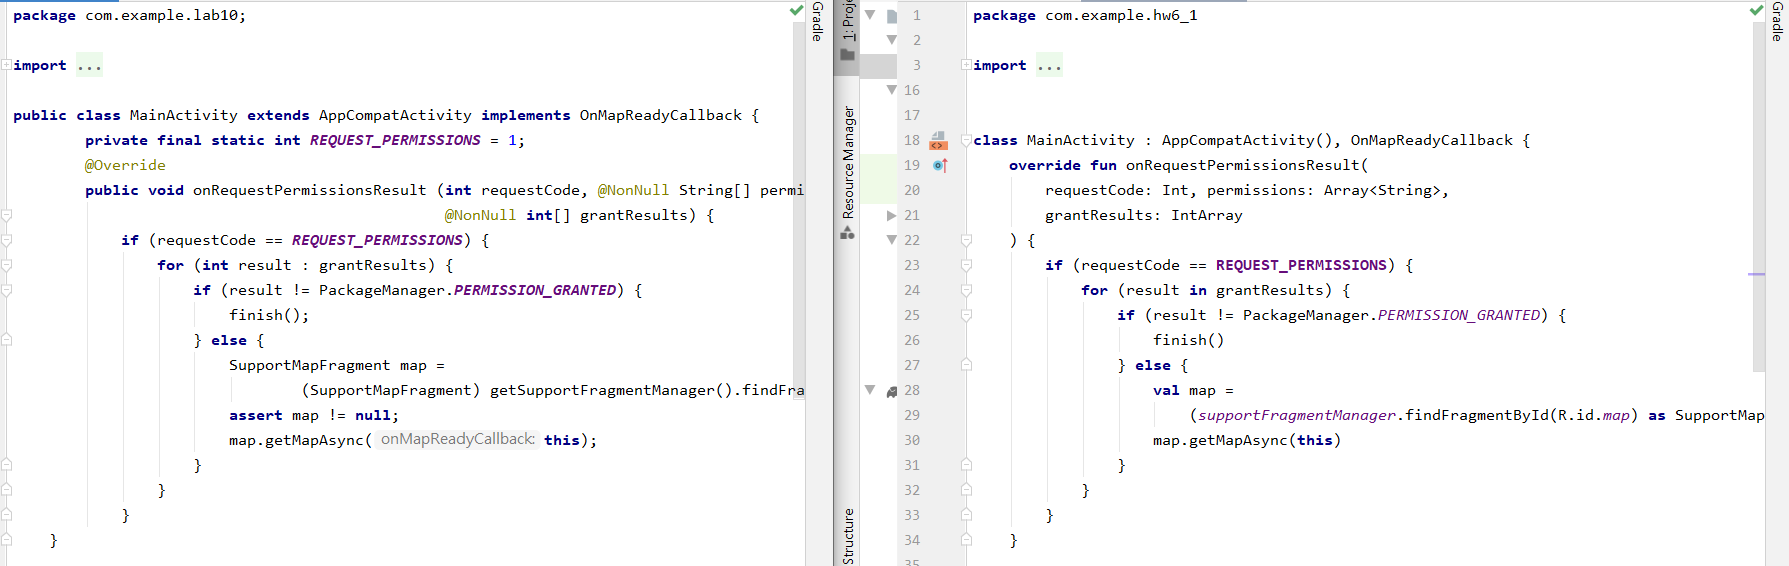 package com.example.lab10;
import ...
public class MainActivity extends AppCompatActivity implements OnMapReadyCallback {
private final static int REQUEST_PERMISSIONS = 1;
@Override
public void onRequestPermissionsResult (int requestCode, @NonNull String[] permi
@NonNull int[] grantResults) {
if (requestCode == REQUEST_PERMISSIONS) {
for (int result : grantResults) {
if (result != PackageManager.PERMISSION_GRANTED) {
finish();
} else {
SupportMapFragment map =
(SupportMapFragment) getSupportFragmentManager().findFra
assert map != null;
map.getMapAsync( onMapReadyCallback: this);
}
}
}
}
Gradle
1: Proje
Resource Manager
Structure
1 package com.example.hw6_1
2
3 import ...
16
17
18 class MainActivity : AppCompatActivity(), OnMapReadyCallback {
19 override fun onRequestPermissionsResult(
20 requestCode: Int, permissions: Array<String>,
21 grantResults: IntArray
22 ) {
23 if (requestCode == REQUEST_PERMISSIONS) {
24 for (result in grantResults) {
25 if (result != PackageManager.PERMISSION_GRANTED) {
26 finish()
27 } else {
28 val map =
29 (supportFragmentManager.findFragmentById(R.id.map) as SupportMap
30 map.getMapAsync(this)
31 }
32 }
33 }
34 }
35
Gradle